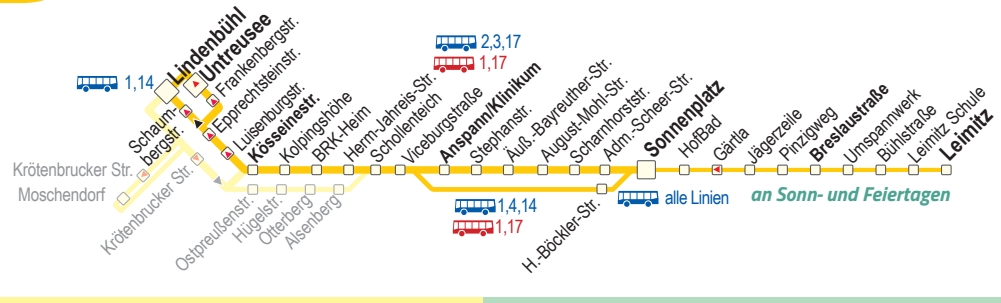 Lindenbühl
Untreusee
Frankenbergstr.
Epprechtsteinstr.
Luisenburgstr.
Kösseinestr.
Kolpingshöhe
BRK-Heim
Herm-Jahreis-Str.
Schollenteich
Viceburgstraße
Anspann/Klinikum
Stephanstr.
Äuß.-Bayreuther-Str.
August-Mohl-Str.
Scharnhorststr.
Adm.-Scheer-Str.
Sonnenplatz
HofBad
Gärtla
Jägerzeile
Pinzigweg
Breslaustraße
Umspannwerk
Bühlstraße
Leimitz Schule
Leimitz
2,3,17
1,17
1,14
Schaum-
bergstr.
Krötenbrucker Str.
Moschendorf
Krötenbrucker Str.
Ostpreußenstr.
Hügelstr.
Otterberg
Alsenberg
1,4,14
1,17
H.-Böckler-Str.
alle Linien
an Sonn- und Feiertagen